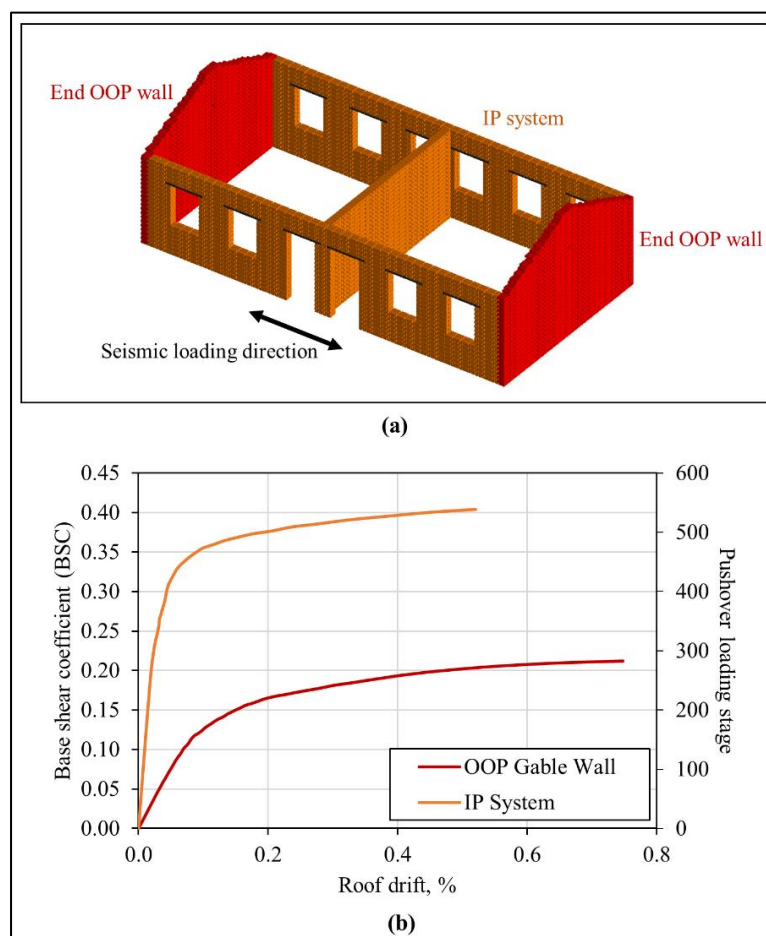 End OOP wall
IP system
End OOP wall
Seismic loading direction
(a)
Base shear coefficient (BSC)
0.45
0.40
0.35
0.30
0.25
0.20
0.15
0.10
0.05
0.00
600
500
400
300
200
100
0
Pushover loading stage
OOP Gable Wall
IP System
0.0 0.2 0.4 0.6 0.8
Roof drift, %
(b)